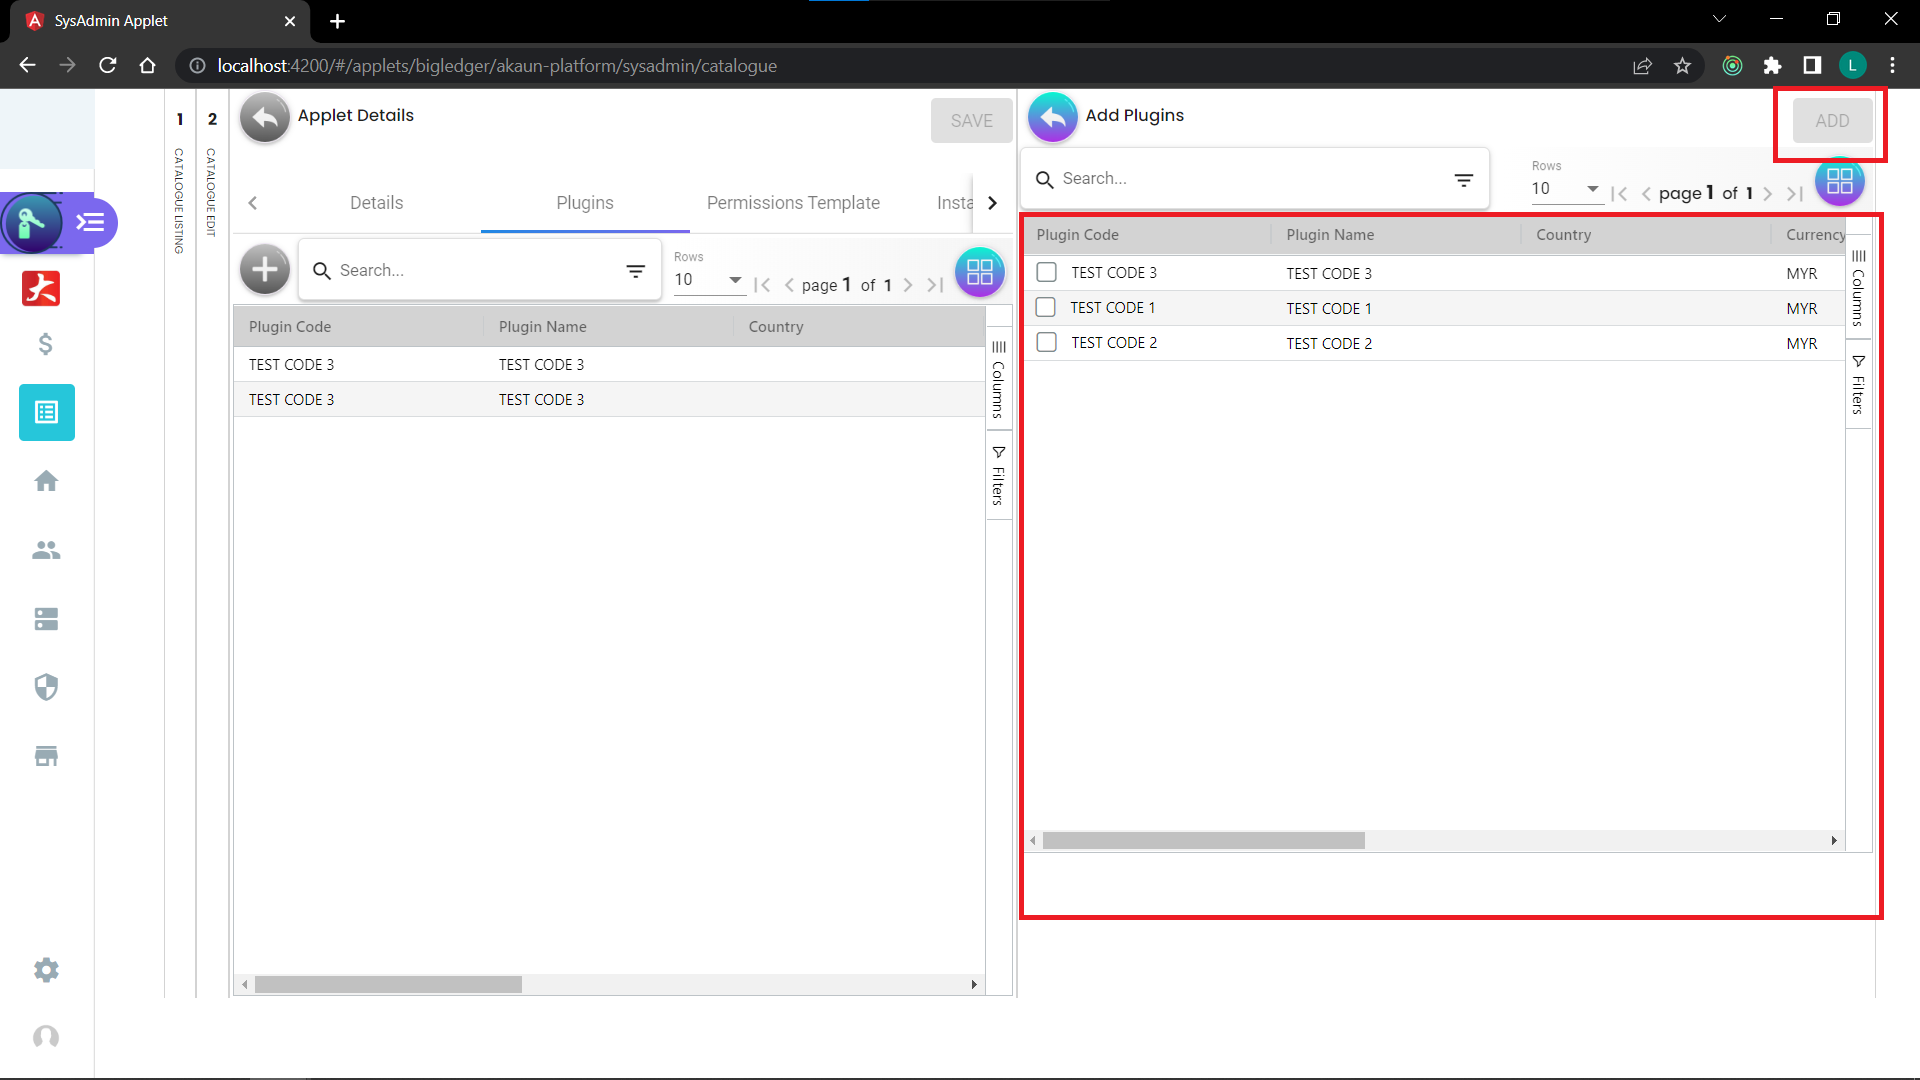 SysAdmin Applet
localhost:4200/#/applets/bigledger/akaun-platform/sysadmin/catalogue
L
1
CATALOGUE LISTING
2
CATALOGUE EDIT
Applet Details
SAVE
Details
Plugins
Permissions Template
Insta
Search...
Rows
10
page 1 of 1
Plugin Code Plugin Name Country
TEST CODE 3 TEST CODE 3
TEST CODE 3 TEST CODE 3
Columns
Filters
Add Plugins
ADD
Search...
Rows
10
page 1 of 1
Plugin Code Plugin Name Country Currency
TEST CODE 3 TEST CODE 3 MYR
TEST CODE 1 TEST CODE 1 MYR
TEST CODE 2 TEST CODE 2 MYR
Columns
Filters